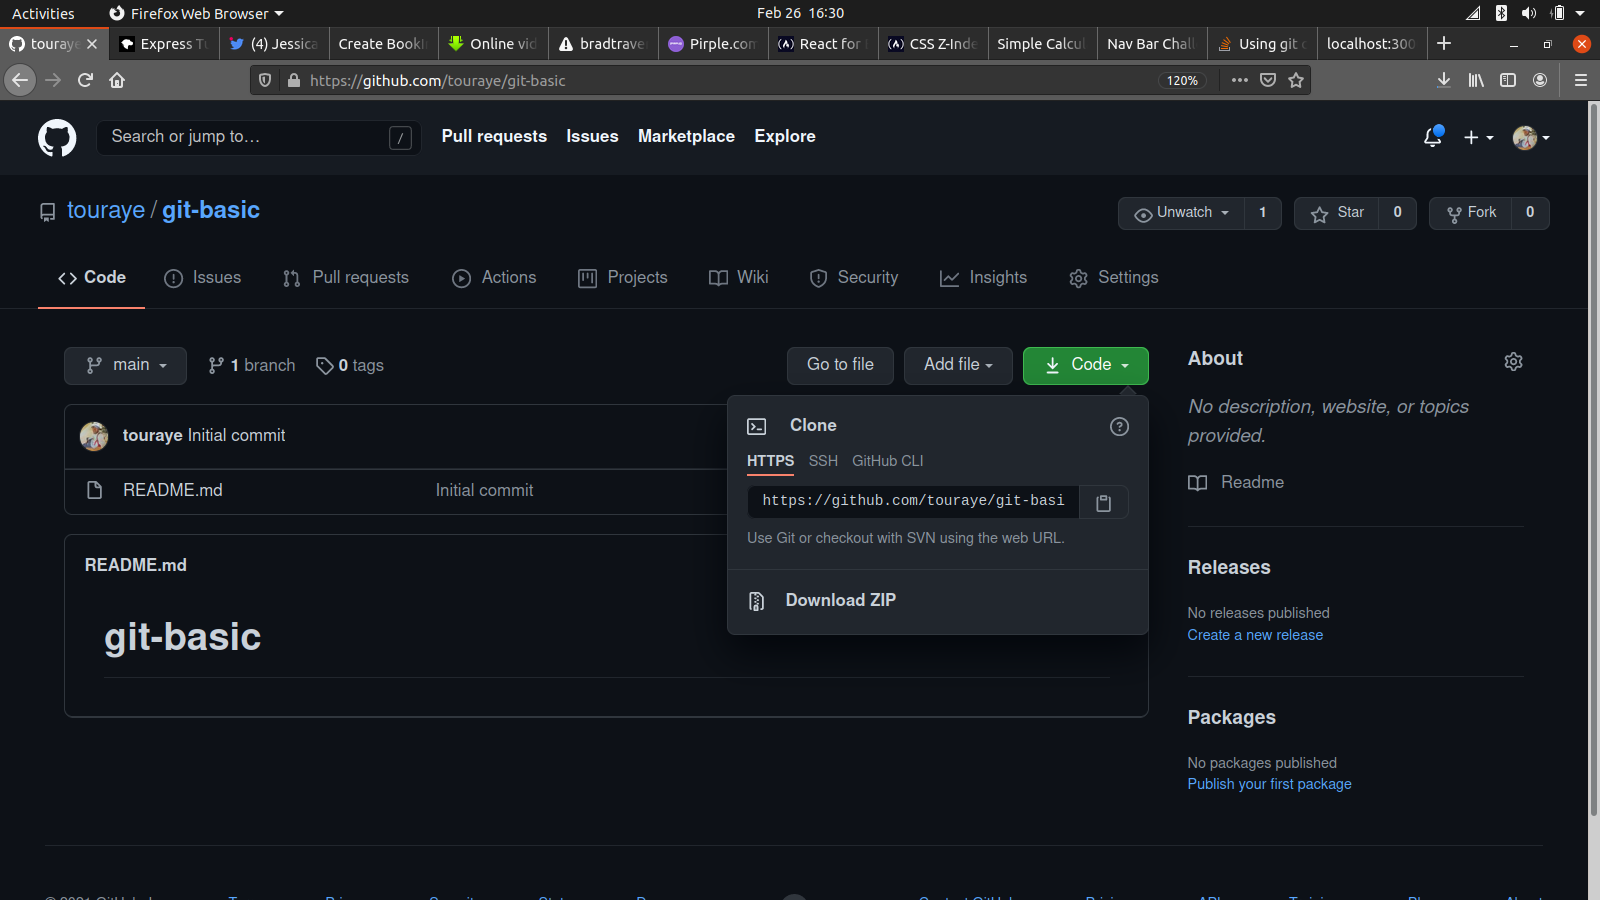 Activities Firefox Web Browser Feb 26 16:30
touraye Express Tu (4) Jessica Create Book Online vid bradtrave Pirple.com React for CSS Z-Inde Simple Calcul Nav Bar Chall Using git c localhost:300
https://github.com/touraye/git-basic 120%
Search or jump to… / Pull requests Issues Marketplace Explore
touraye / git-basic Unwatch 1 Star 0 Fork 0
Code Issues Pull requests Actions Projects Wiki Security Insights Settings
main 1 branch 0 tags Go to file Add file Code
touraye Initial commit
README.md Initial commit
README.md
git-basic
Clone
HTTPS SSH GitHub CLI
https://github.com/touraye/git-basi
Use Git or checkout with SVN using the web URL.
Download ZIP
About
No description, website, or topics
provided.
Readme
Releases
No releases published
Create a new release
Packages
No packages published
Publish your first package